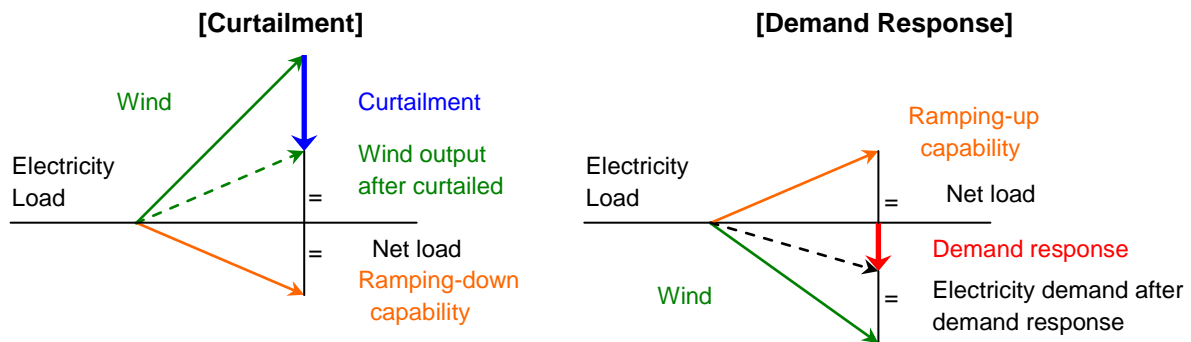 [Curtailment]
Wind
Curtailment
Electricity
Load
Wind output
after curtailed
=
=
Net load
Ramping-down
capability
[Demand Response]
Ramping-up
capability
Electricity
Load
=
Net load
Demand response
Wind
=
Electricity demand after
demand response